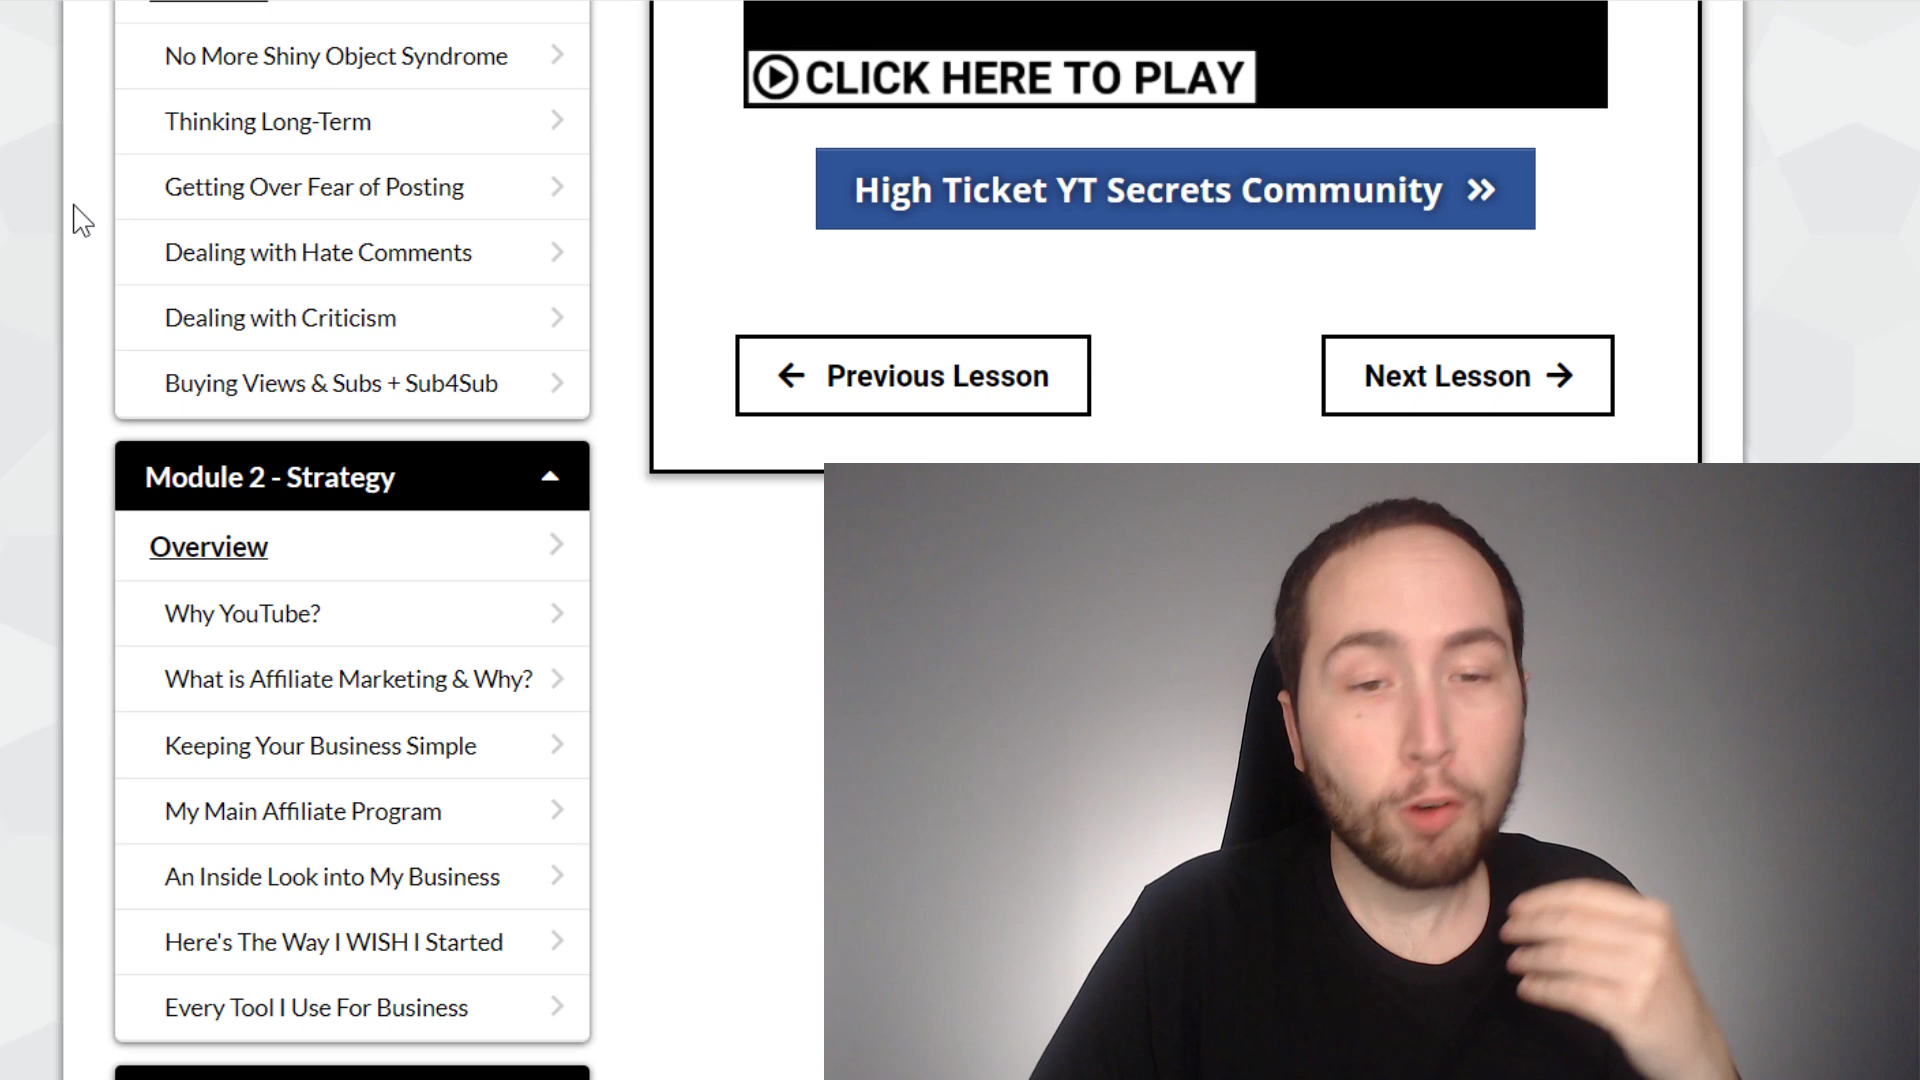 No More Shiny Object Syndrome
Thinking Long-Term
Getting Over Fear of Posting
Dealing with Hate Comments
Dealing with Criticism
Buying Views & Subs + Sub4Sub
Module 2 - Strategy
Overview
Why YouTube?
What is Affiliate Marketing & Why?
Keeping Your Business Simple
My Main Affiliate Program
An Inside Look into My Business
Here's The Way I WISH I Started
Every Tool I Use For Business
CLICK HERE TO PLAY
High Ticket YT Secrets Community
Previous Lesson
Next Lesson